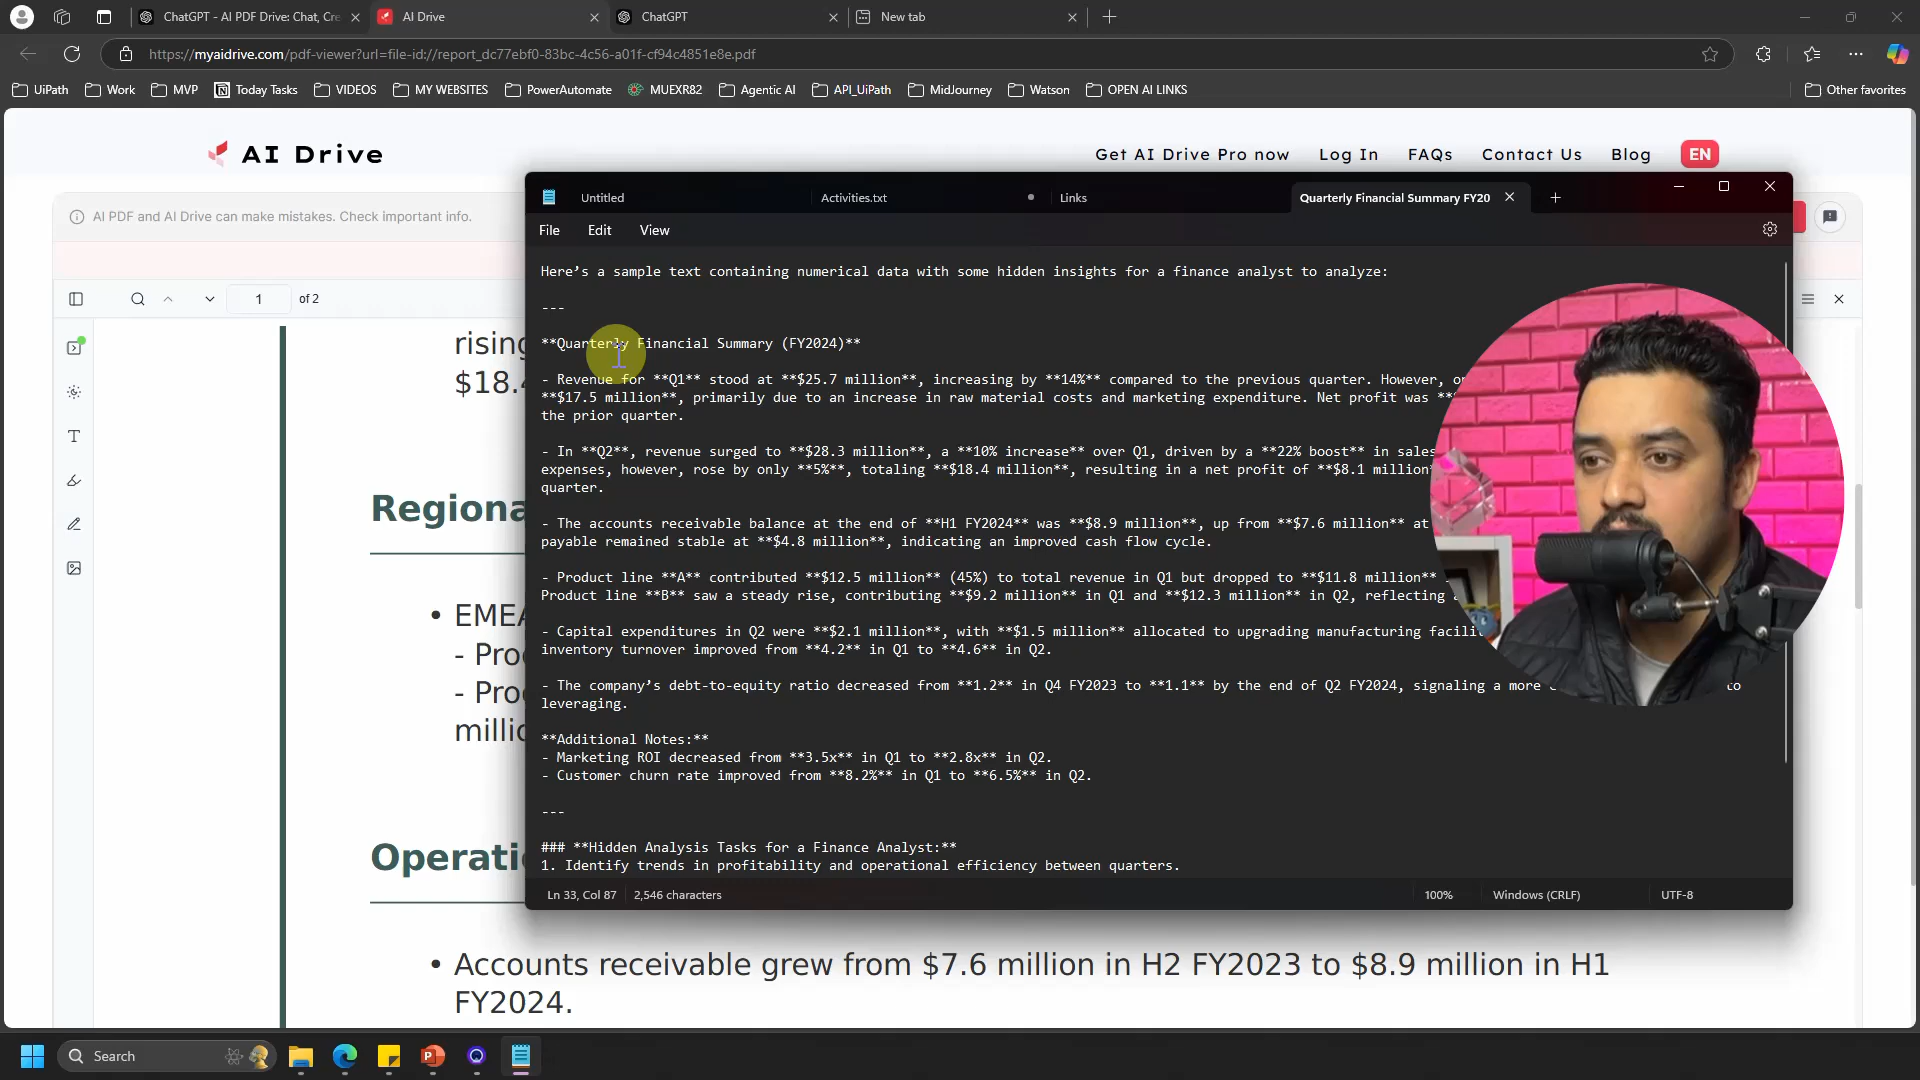 ChatGPT - AI PDF Drive: Chat, Cre
AI Drive
ChatGPT
New tab
https://myaidrive.com/pdf-viewer?url=file-id://report_dc77ebf0-83bc-4c56-a01f-cf94c4851e8e.pdf
UiPath
Work
MVP
Today Tasks
VIDEOS
MY WEBSITES
PowerAutomate
MUEXR82
Agentic AI
API_UiPath
MidJourney
Watson
OPEN AI LINKS
Other favorites
AI Drive
Get AI Drive Pro now
Log In
FAQs
Contact Us
Blog
EN
AI PDF and AI Drive can make mistakes. Check important info.
1 of 2
rising
$18.4
Regiona
• EMEA
- Pro
- Pro
millio
Operati
• Accounts receivable grew from $7.6 million in H2 FY2023 to $8.9 million in H1
FY2024.
Untitled
Activities.txt
Links
Quarterly Financial Summary FY20
File
Edit
View
Here's a sample text containing numerical data with some hidden insights for a finance analyst to analyze:
---
**Quarterly Financial Summary (FY2024)**
- Revenue for **Q1** stood at **$25.7 million**, increasing by **14%** compared to the previous quarter. However,
**$17.5 million**, primarily due to an increase in raw material costs and marketing expenditure. Net profit was
the prior quarter.
- In **Q2**, revenue surged to **$28.3 million**, a **10% increase** over Q1, driven by a **22% boost** in sales
expenses, however, rose by only **5%**, totaling **$18.4 million**, resulting in a net profit of **$8.1 million
quarter.
- The accounts receivable balance at the end of **H1 FY2024** was **$8.9 million**, up from **$7.6 million** at
payable remained stable at **$4.8 million**, indicating an improved cash flow cycle.
- Product line **A** contributed **$12.5 million** (45%) to total revenue in Q1 but dropped to **$11.8 million**
Product line **B** saw a steady rise, contributing **$9.2 million** in Q1 and **$12.3 million** in Q2, reflecting
- Capital expenditures in Q2 were **$2.1 million**, with **$1.5 million** allocated to upgrading manufacturing facili
inventory turnover improved from **4.2** in Q1 to **4.6** in Q2.
- The company's debt-to-equity ratio decreased from **1.2** in Q4 FY2023 to **1.1** by the end of Q2 FY2024, signaling a more to
leveraging.
**Additional Notes:**
- Marketing ROI decreased from **3.5x** in Q1 to **2.8x** in Q2.
- Customer churn rate improved from **8.2%** in Q1 to **6.5%** in Q2.
---
### **Hidden Analysis Tasks for a Finance Analyst:**
1. Identify trends in profitability and operational efficiency between quarters.
Ln 33, Col 87
2,546 characters
100%
Windows (CRLF)
UTF-8
Search